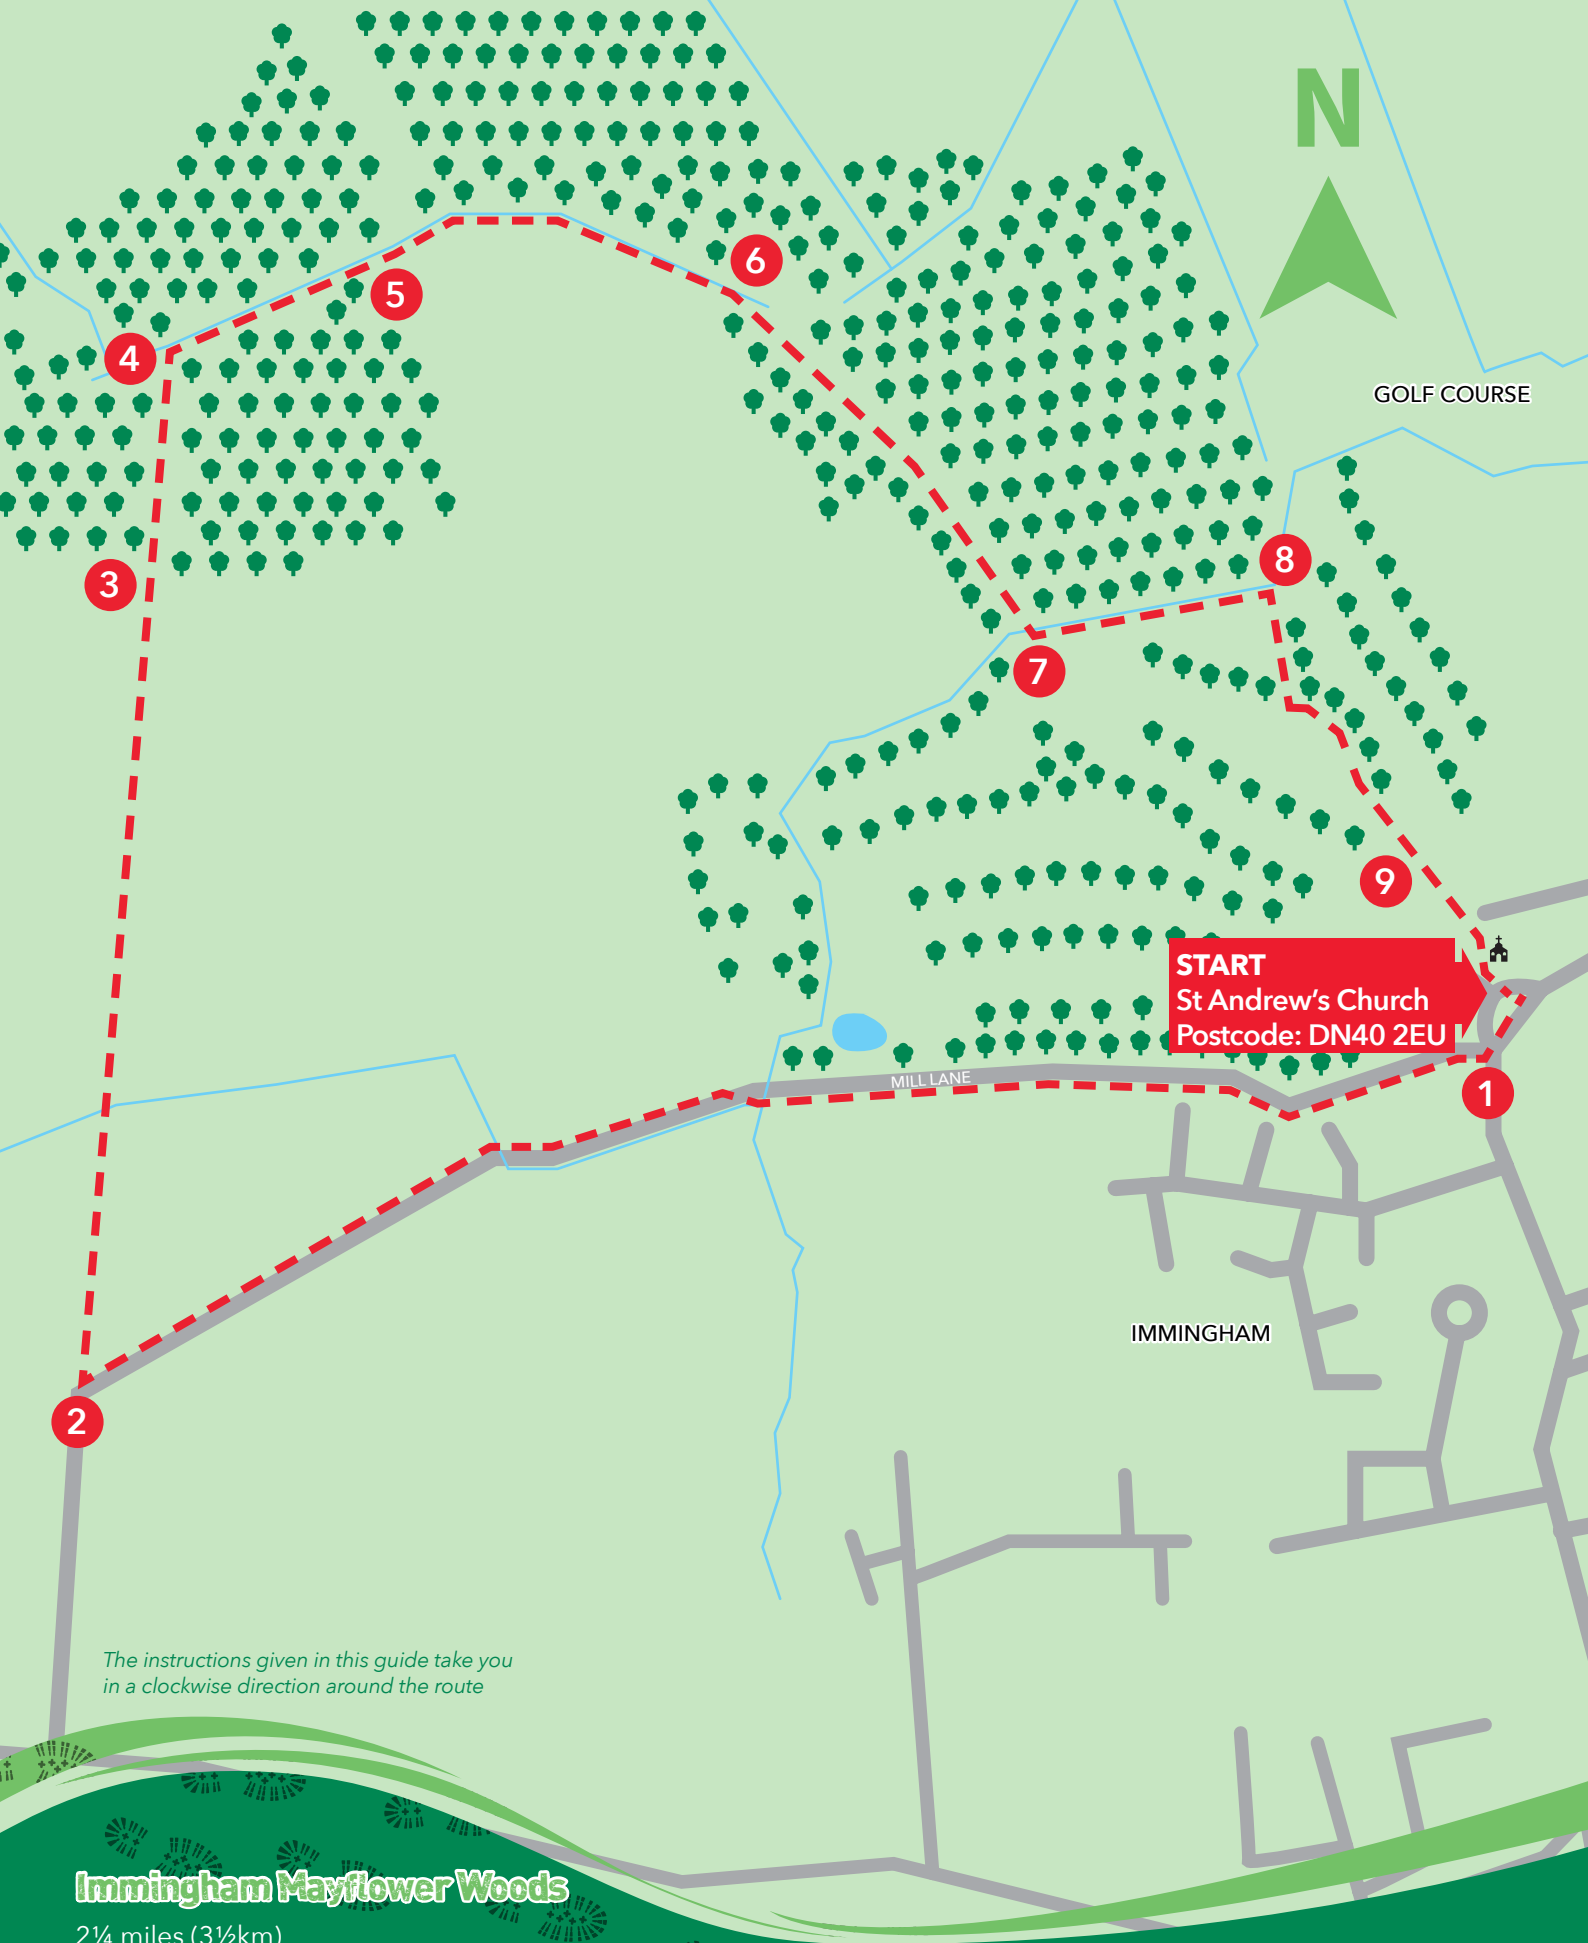 N
6
5
4
GOLF COURSE
3
8
7
9
START
St Andrew's Church
Postcode: DN40 2EU
MILL LANE
1
IMMINGHAM
2
The instructions given in this guide take you
in a clockwise direction around the route
Immingham Mayflower Woods
2¼ miles (3½km)